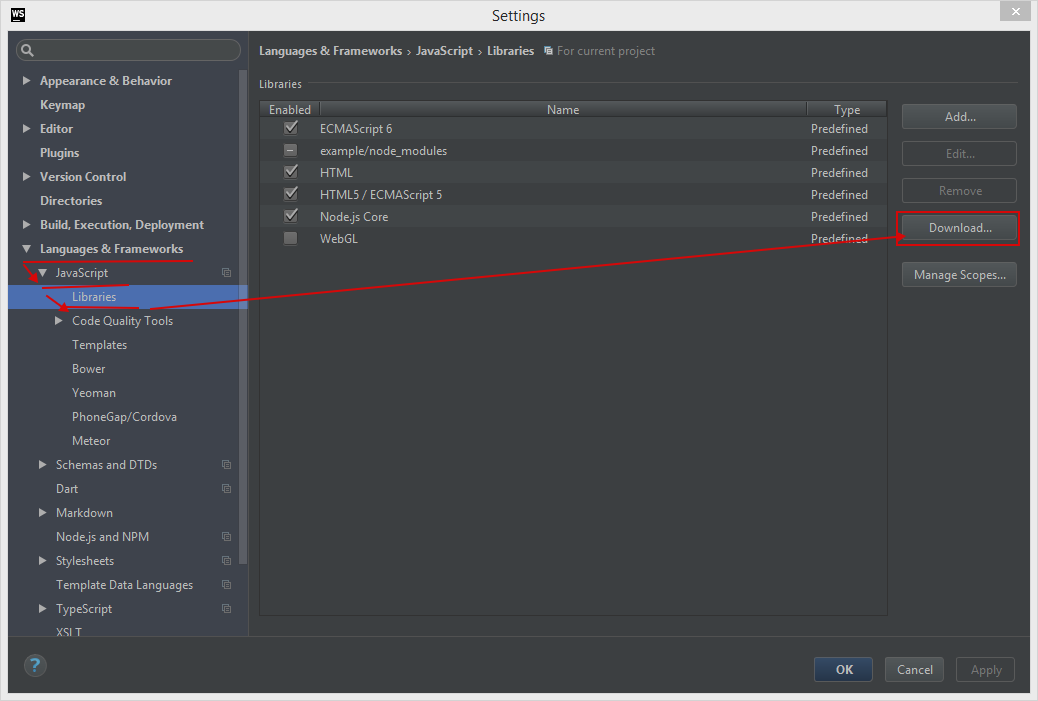 WS
Settings
Appearance & Behavior
Keymap
Editor
Plugins
Version Control
Directories
Build, Execution, Deployment
Languages & Frameworks
JavaScript
Libraries
Code Quality Tools
Templates
Bower
Yeoman
PhoneGap/Cordova
Meteor
Schemas and DTDs
Dart
Markdown
Node.js and NPM
Stylesheets
Template Data Languages
TypeScript
XSLT
Languages & Frameworks › JavaScript › Libraries For current project
Libraries
Enabled Name Type
ECMAScript 6 Predefined
example/node_modules Predefined
HTML Predefined
HTML5 / ECMAScript 5 Predefined
Node.js Core Predefined
WebGL Predefined
Add...
Edit...
Remove
Download...
Manage Scopes...
?
OK Cancel Apply